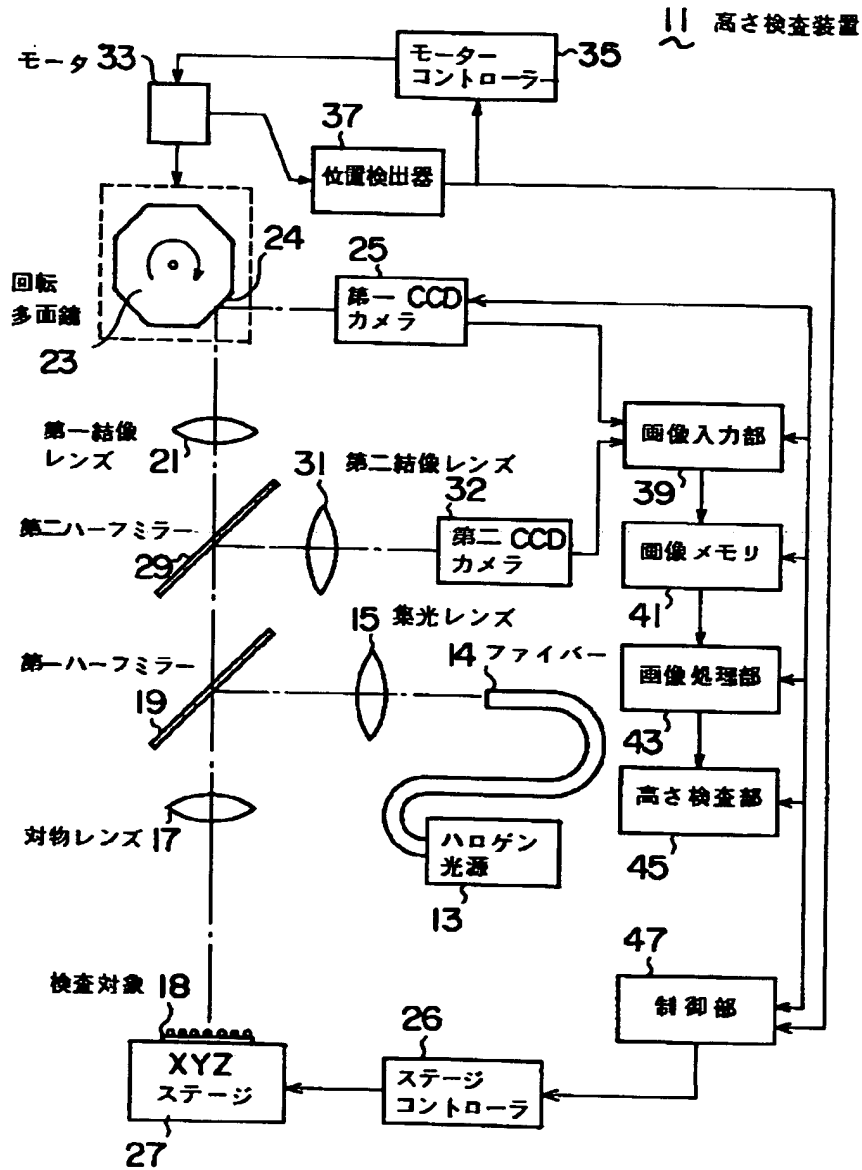 11 高さ検査装置
モータ 33
モーター
コントローラー
35
37
位置検出器
24
25
第一 CCD
カメラ
回転
多面鏡
23
第一結像
レンズ
21
31 第二結像レンズ
32
第二 CCD
カメラ
画像入力部
39
第二ハーフミラー
29
画像メモリ
41
15 集光レンズ
14 ファイバー
第一ハーフミラー
19
画像処理部
43
高さ検査部
45
対物レンズ 17
ハロゲン
光源
13
検査対象 18
XYZ
ステージ
27
26
ステージ
コントローラ
47
制御部